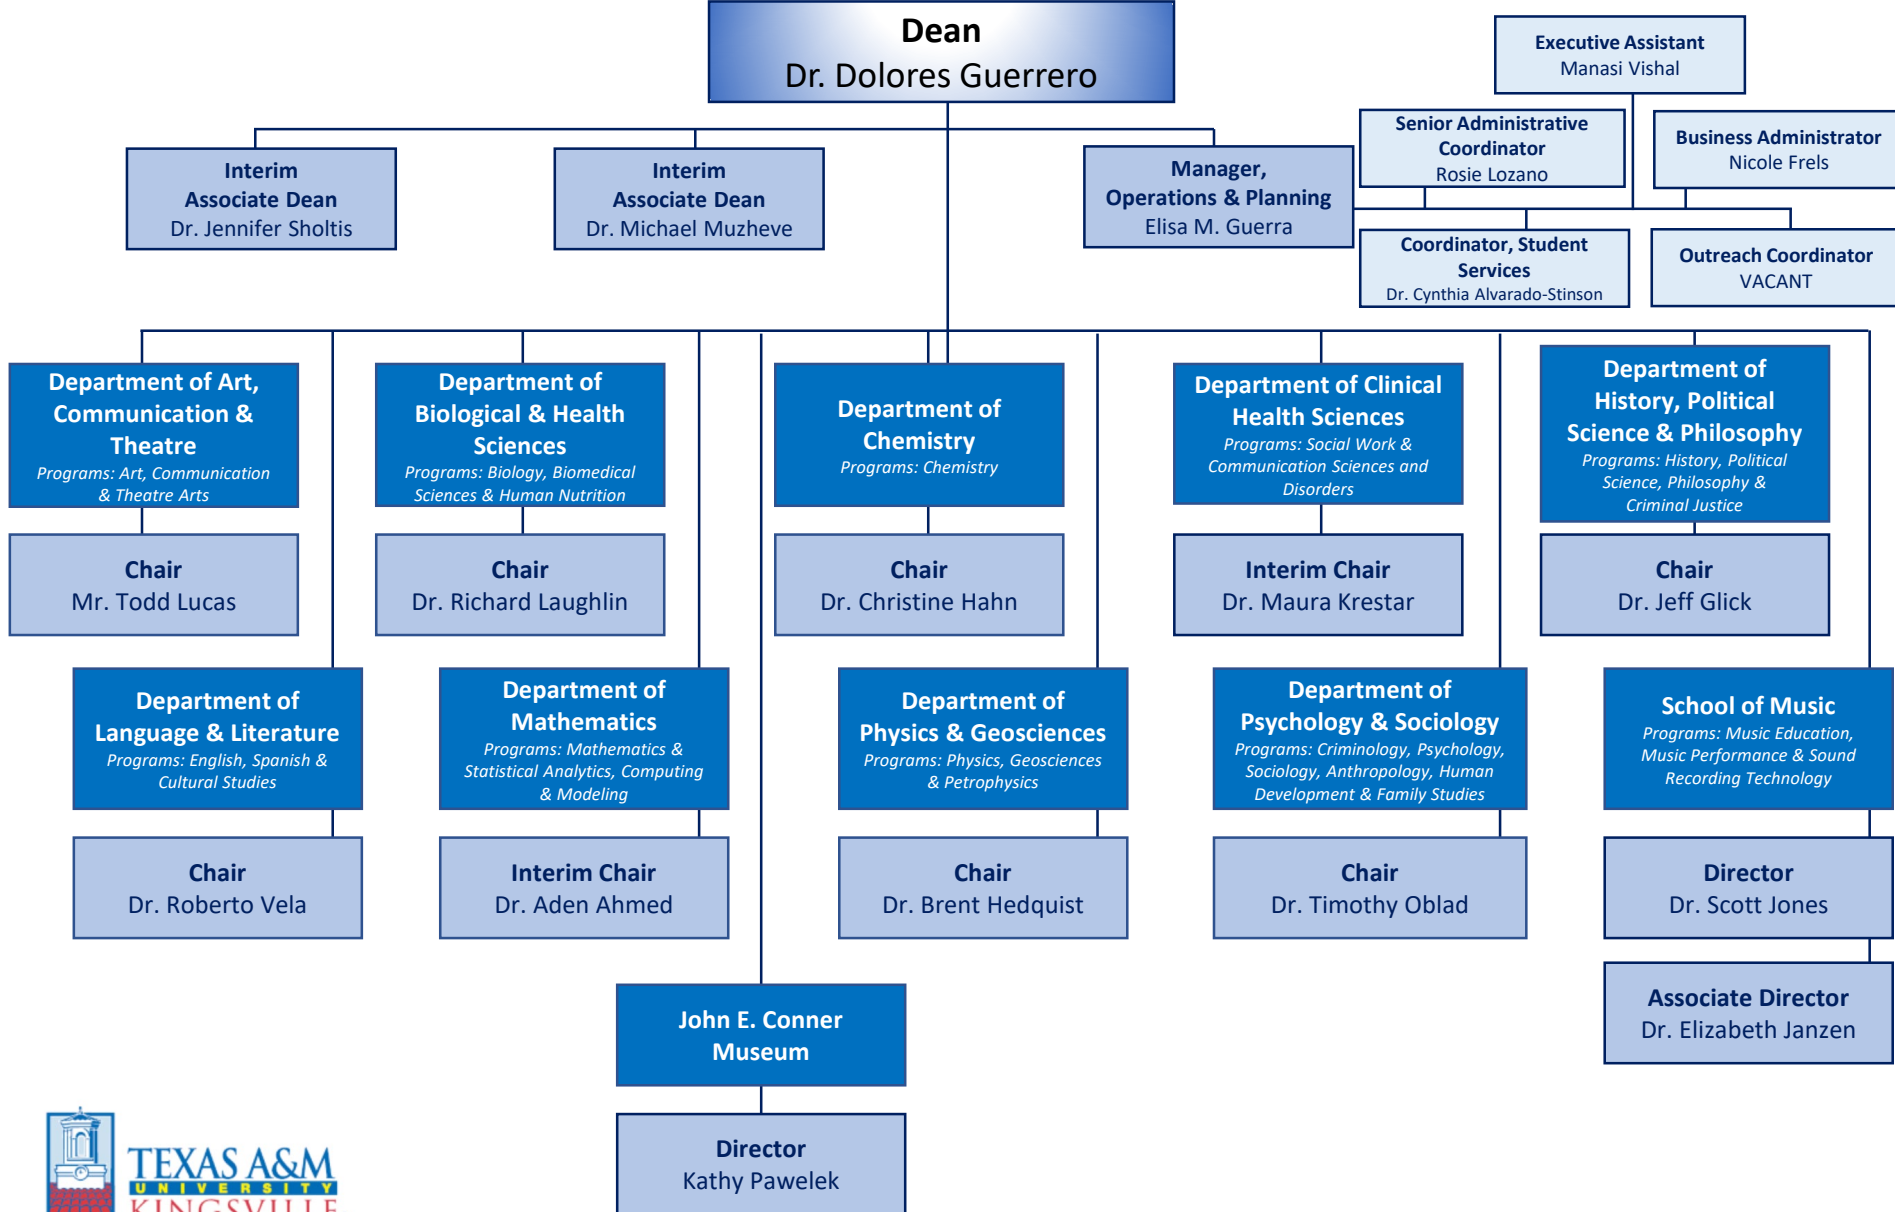 Dean
Dr. Dolores Guerrero
Executive Assistant
Manasi Vishal
Senior Administrative
Coordinator
Rosie Lozano
Business Administrator
Nicole Frels
Interim
Associate Dean
Dr. Jennifer Sholtis
Interim
Associate Dean
Dr. Michael Muzheve
Manager,
Operations & Planning
Elisa M. Guerra
Coordinator, Student
Services
Dr. Cynthia Alvarado-Stinson
Outreach Coordinator
VACANT
Department of Art,
Communication &
Theatre
Programs: Art, Communication
& Theatre Arts
Chair
Mr. Todd Lucas
Department of
Biological & Health
Sciences
Programs: Biology, Biomedical
Sciences & Human Nutrition
Chair
Dr. Richard Laughlin
Department of
Chemistry
Programs: Chemistry
Chair
Dr. Christine Hahn
Department of Clinical
Health Sciences
Programs: Social Work &
Communication Sciences and
Disorders
Interim Chair
Dr. Maura Krestar
Department of
History, Political
Science & Philosophy
Programs: History, Political
Science, Philosophy &
Criminal Justice
Chair
Dr. Jeff Glick
Department of
Language & Literature
Programs: English, Spanish &
Cultural Studies
Chair
Dr. Roberto Vela
Department of
Mathematics
Programs: Mathematics &
Statistical Analytics, Computing
& Modeling
Interim Chair
Dr. Aden Ahmed
Department of
Physics & Geosciences
Programs: Physics, Geosciences
& Petrophysics
Chair
Dr. Brent Hedquist
Department of
Psychology & Sociology
Programs: Criminology, Psychology,
Sociology, Anthropology, Human
Development & Family Studies
Chair
Dr. Timothy Oblad
School of Music
Programs: Music Education,
Music Performance & Sound
Recording Technology
Director
Dr. Scott Jones
Associate Director
Dr. Elizabeth Janzen
John E. Conner
Museum
Director
Kathy Pawelek
TEXAS A&M
UNIVERSITY
KINGSVILLE